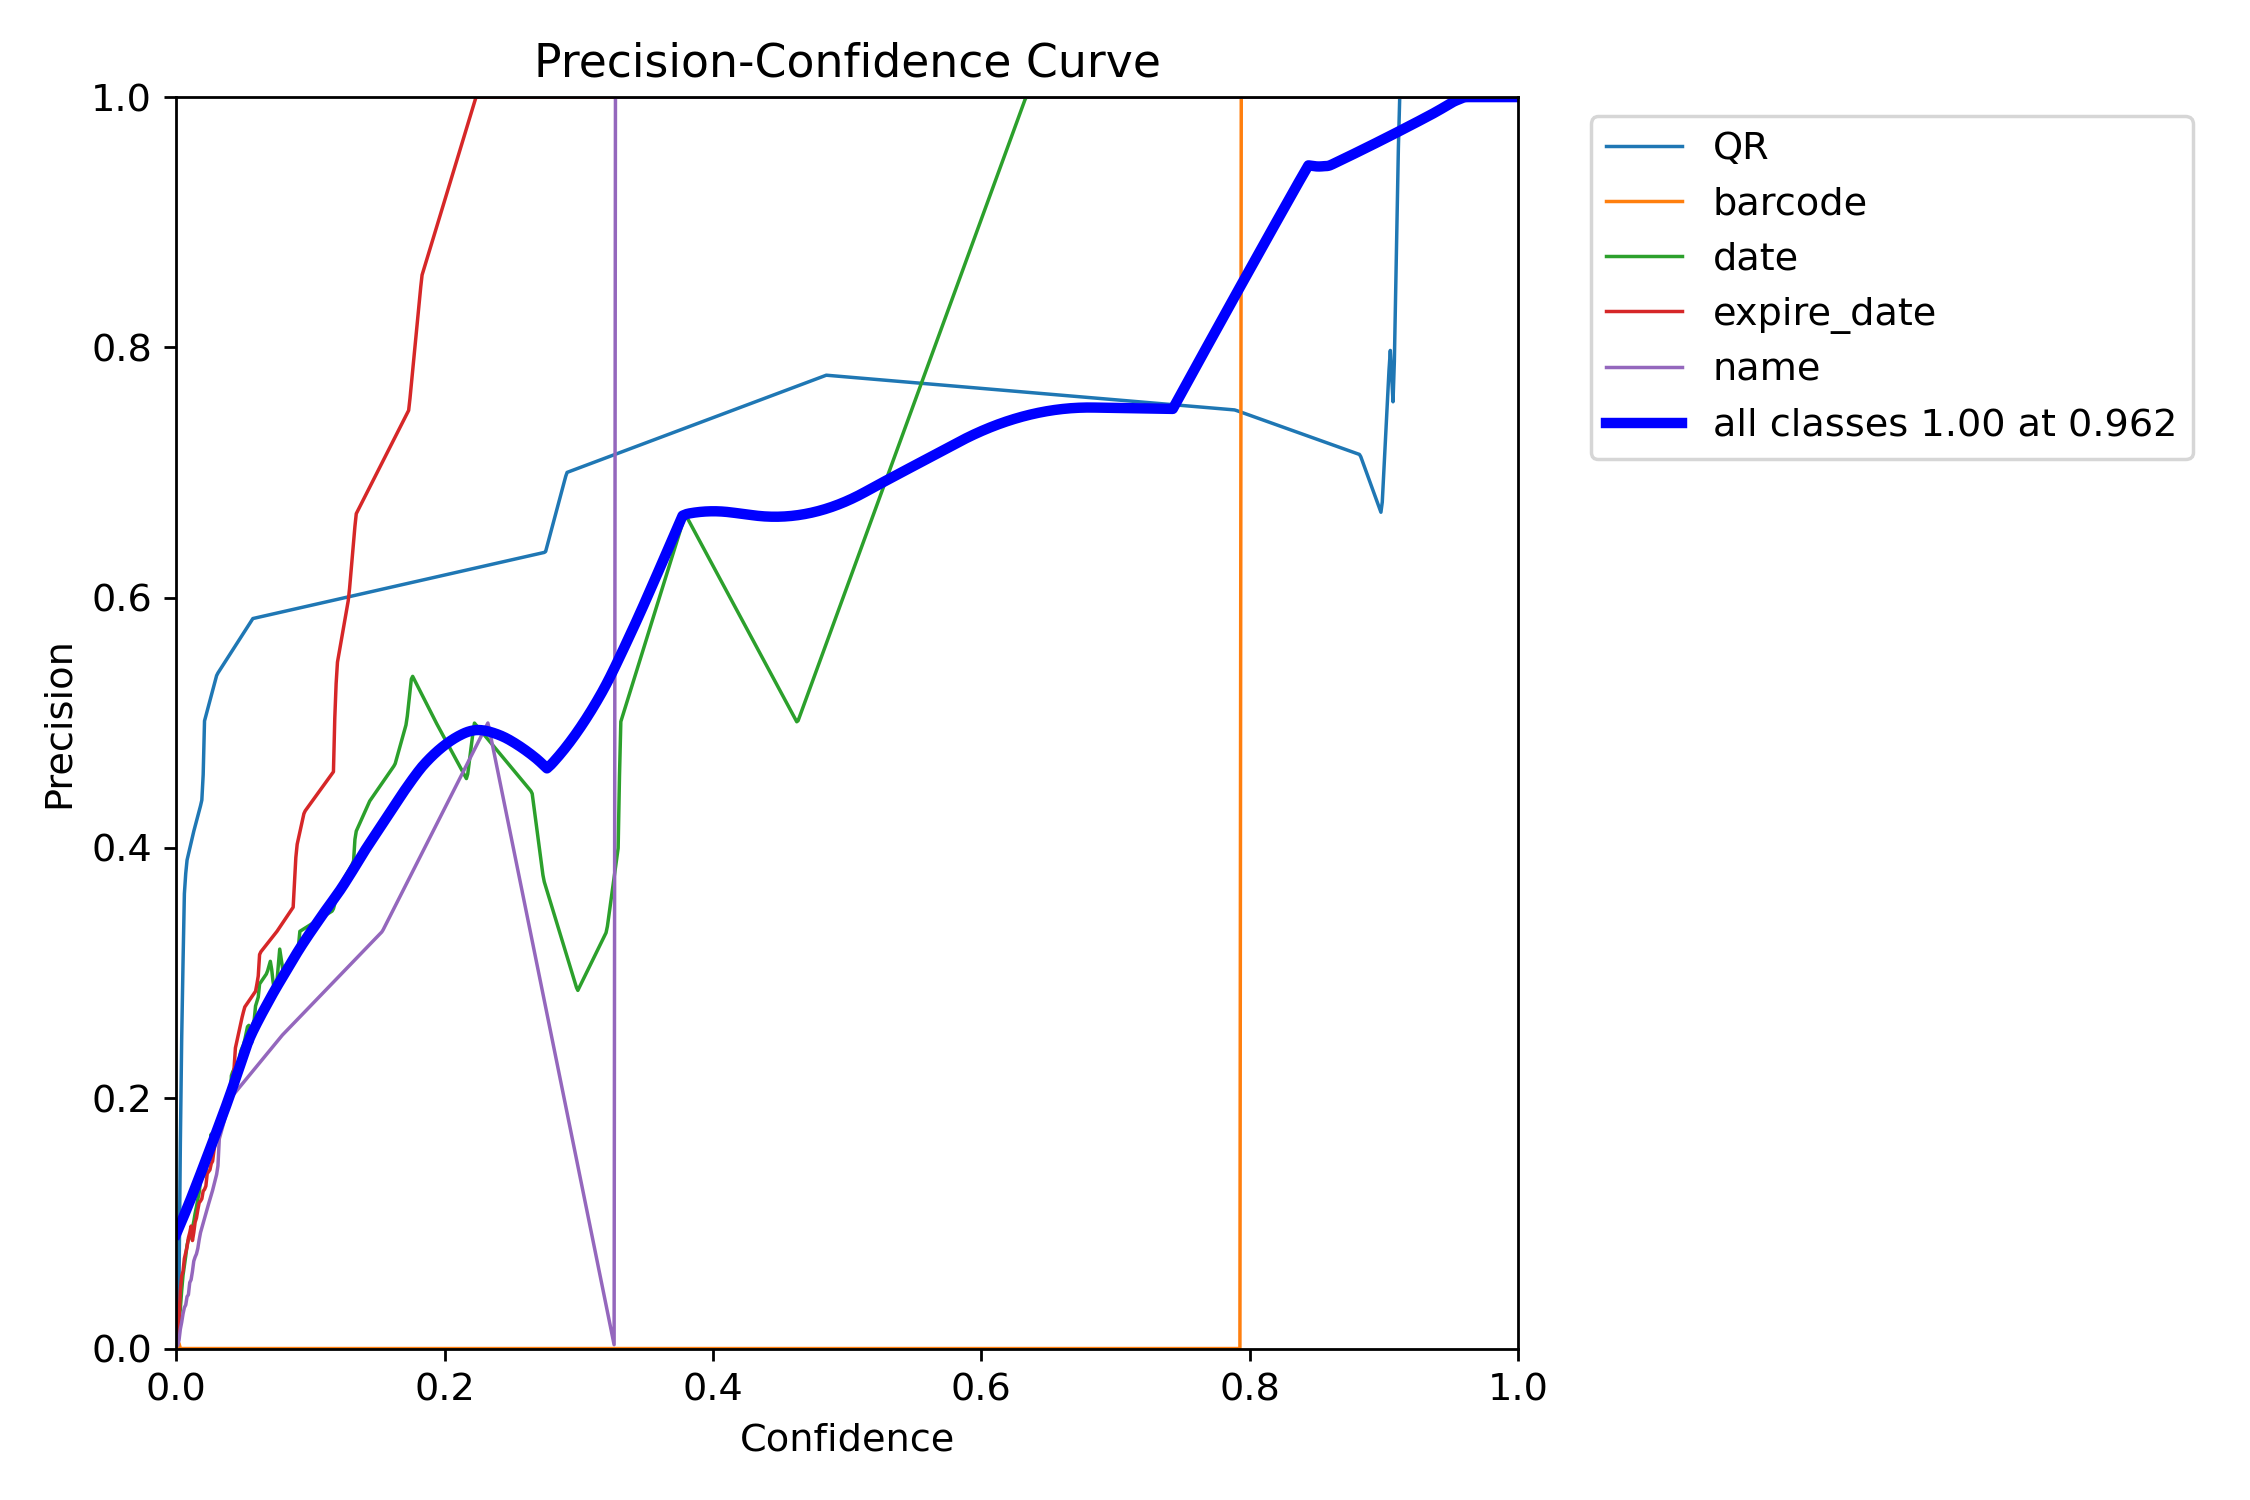 Precision-Confidence Curve
1.0
0.8
0.6
0.4
0.2
0.0
Precision
0.0 0.2 0.4 0.6 0.8 1.0
Confidence
QR
barcode
date
expire_date
name
all classes 1.00 at 0.962